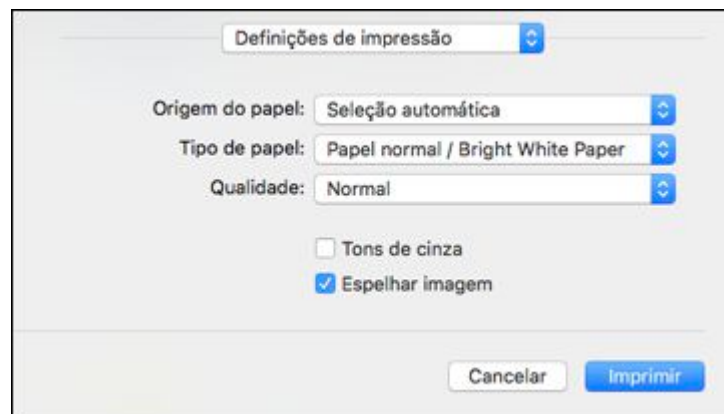 Definições de impressão
Origem do papel: Seleção automática
Tipo de papel: Papel normal / Bright White Paper
Qualidade: Normal
Tons de cinza
Espelhar imagem
Cancelar Imprimir